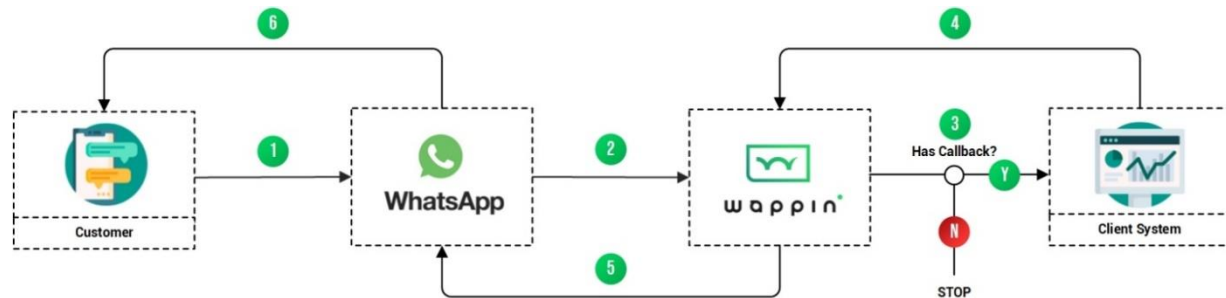 6
4
1
2
3
Has Callback?
Y
WhatsApp
wappin
Customer
N
Client System
5
STOP